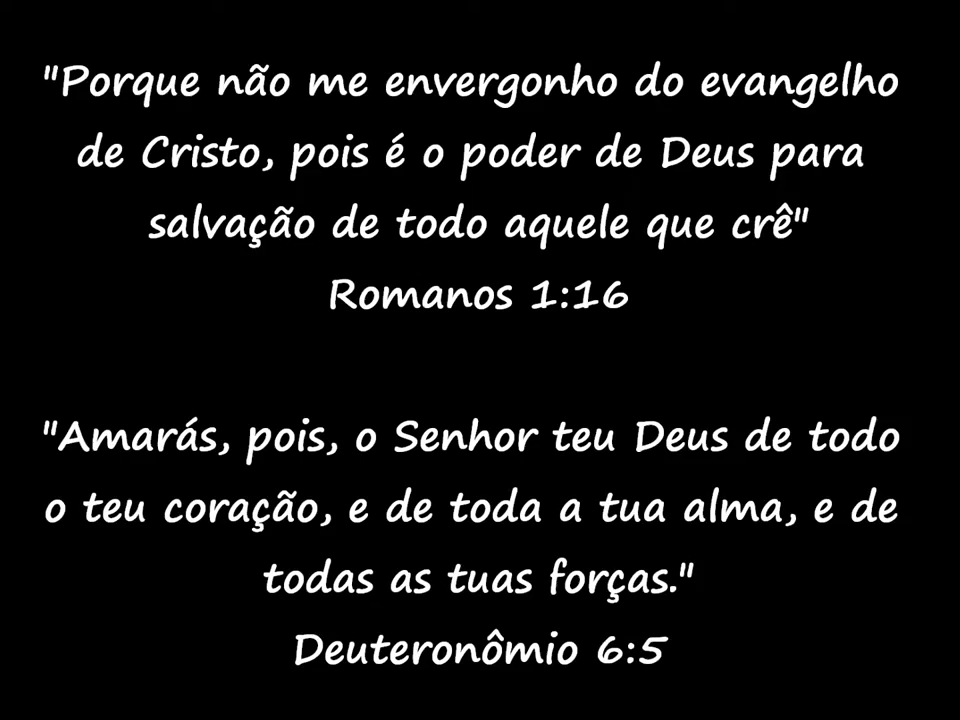 "Porque não me envergonho do evangelho
de Cristo, pois é o poder de Deus para
salvação de todo aquele que crê"
Romanos 1:16
"Amarás, pois, o Senhor teu Deus de todo
o teu coração, e de toda a tua alma, e de
todas as tuas forças."
Deuteronômio 6:5